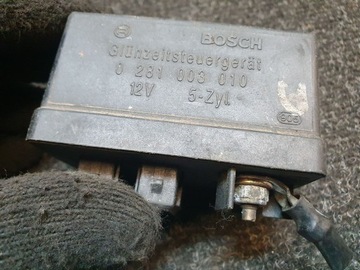 BOSCH
Glühzeitsteuergerät
0 281 003 010
12V 5-Zyl.